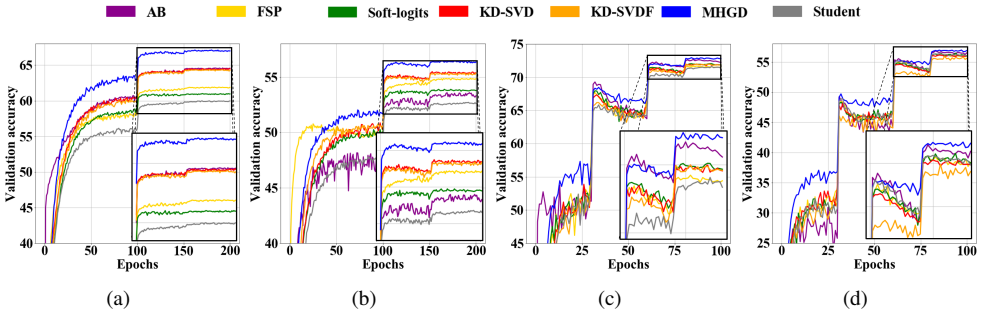 AB FSP Soft-logits KD-SVD KD-SVDF MHGD Student
Validation accuracy
65
60
55
50
45
40
0 50 100 150 200
Epochs
(a)
Validation accuracy
55
50
45
40
0 50 100 150 200
Epochs
(b)
Validation accuracy
75
70
65
60
55
50
45
0 25 50 75 100
Epochs
(c)
Validation accuracy
55
50
45
40
35
30
25
0 25 50 75 100
Epochs
(d)